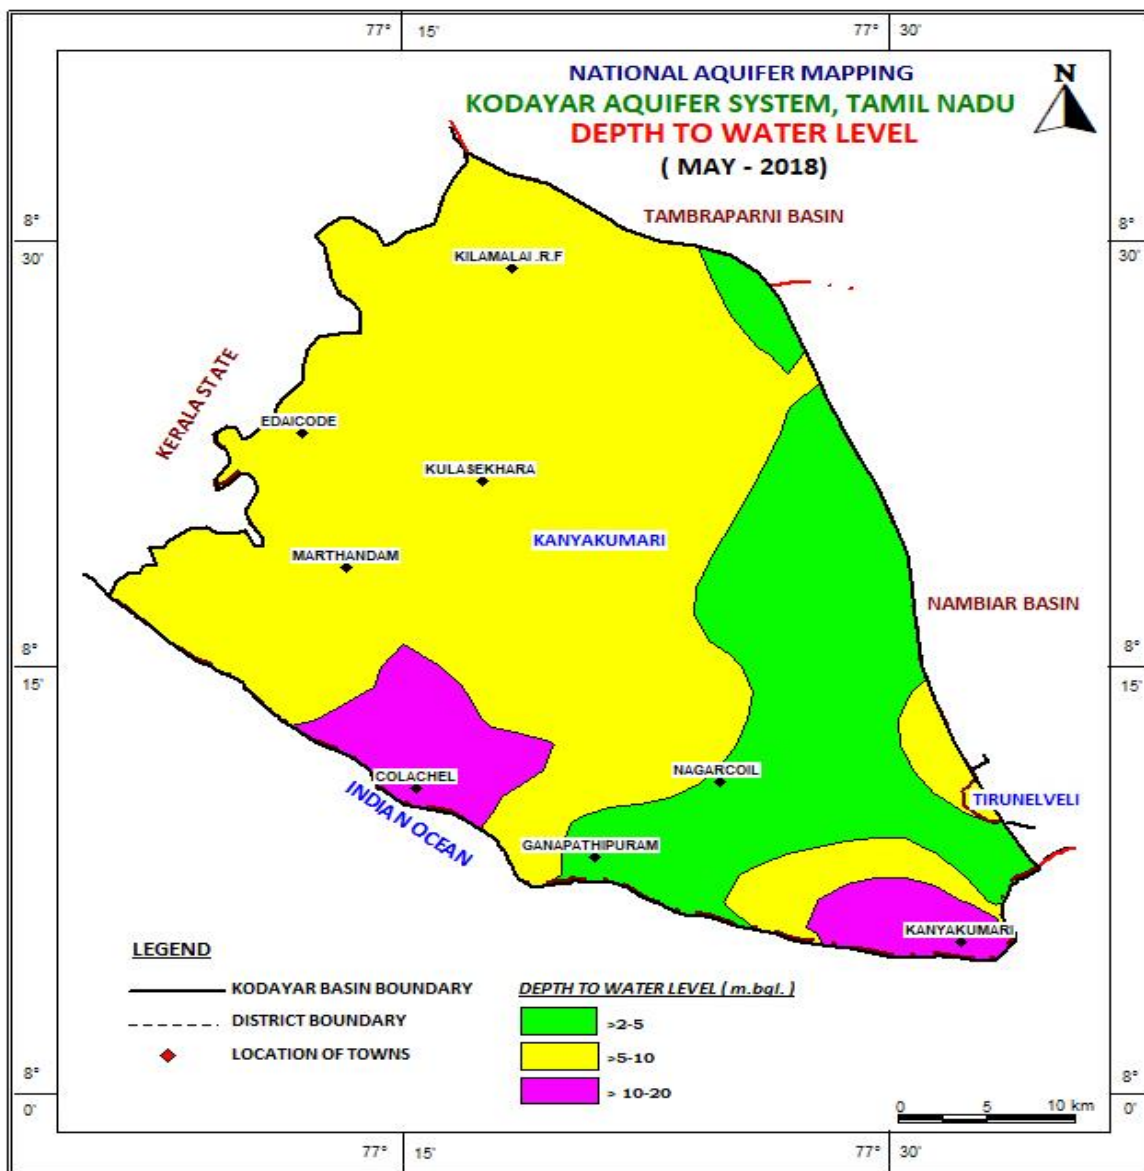 77° 15' 77° 30'
NATIONAL AQUIFER MAPPING
KODAYAR AQUIFER SYSTEM, TAMIL NADU
DEPTH TO WATER LEVEL
( MAY - 2018)
N
TAMBRAPARNI BASIN
8° 8°
30' 30'
KILAMALAI .R.F
KERALA STATE
EDAICODE
KULASEKHARA
KANYAKUMARI
MARTHANDAM
NAMBIAR BASIN
8° 8°
15' 15'
COLACHEL
NAGARCOIL
TIRUNELVELI
INDIAN OCEAN
GANAPATHIPURAM
KANYAKUMARI
LEGEND
KODAYAR BASIN BOUNDARY
DISTRICT BOUNDARY
LOCATION OF TOWNS
DEPTH TO WATER LEVEL ( m.bgl. )
>2-5
>5-10
> 10-20
8° 8°
0' 0'
0 5 10 km
77° 15' 77° 30'